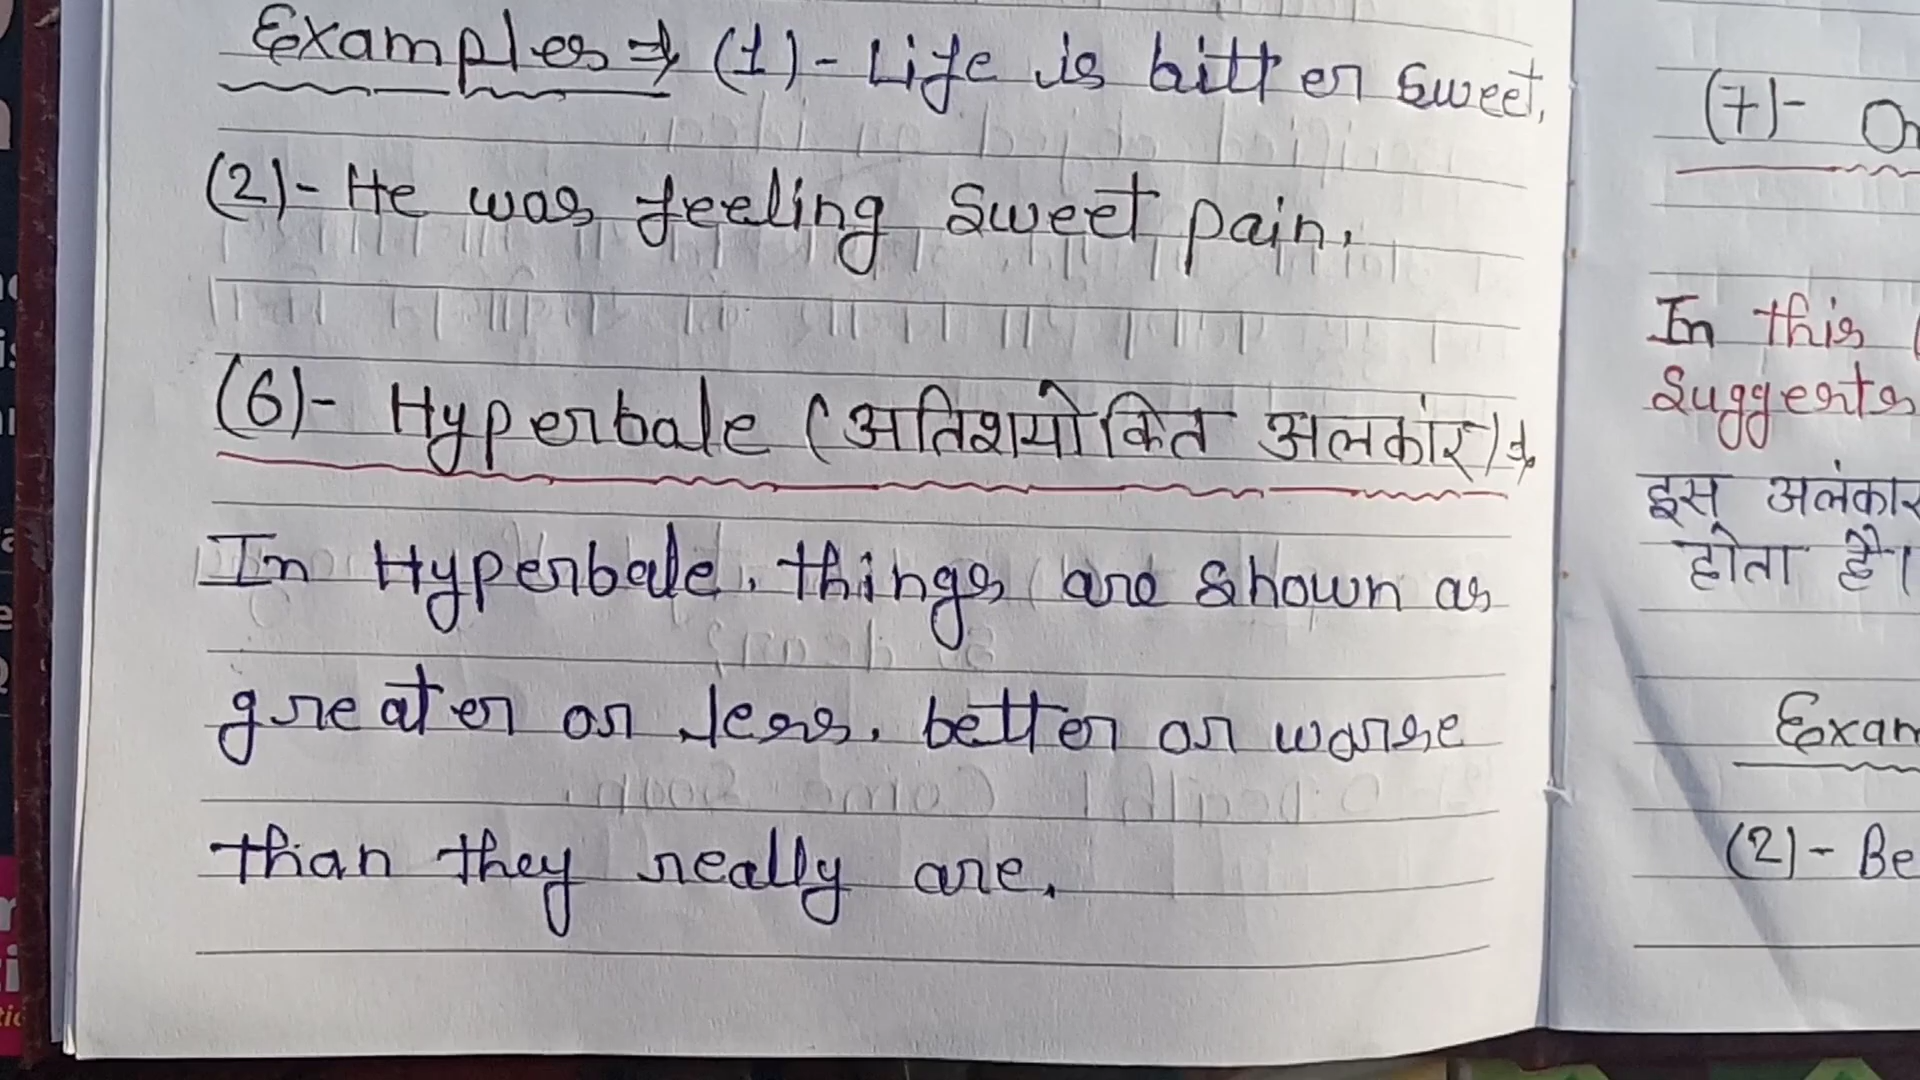 Examples ⇒ (1)- Life is bitter sweet.
(2)- He was feeling sweet pain.
(6)- Hyperbale (अतिशयोक्ति अलकांर) ⇒
In Hyperbale, things are shown as
greater or less, better or worse
than they really are.
(7)-
In this
Suggests
इस अलंकार
होता है।
(2)- Be